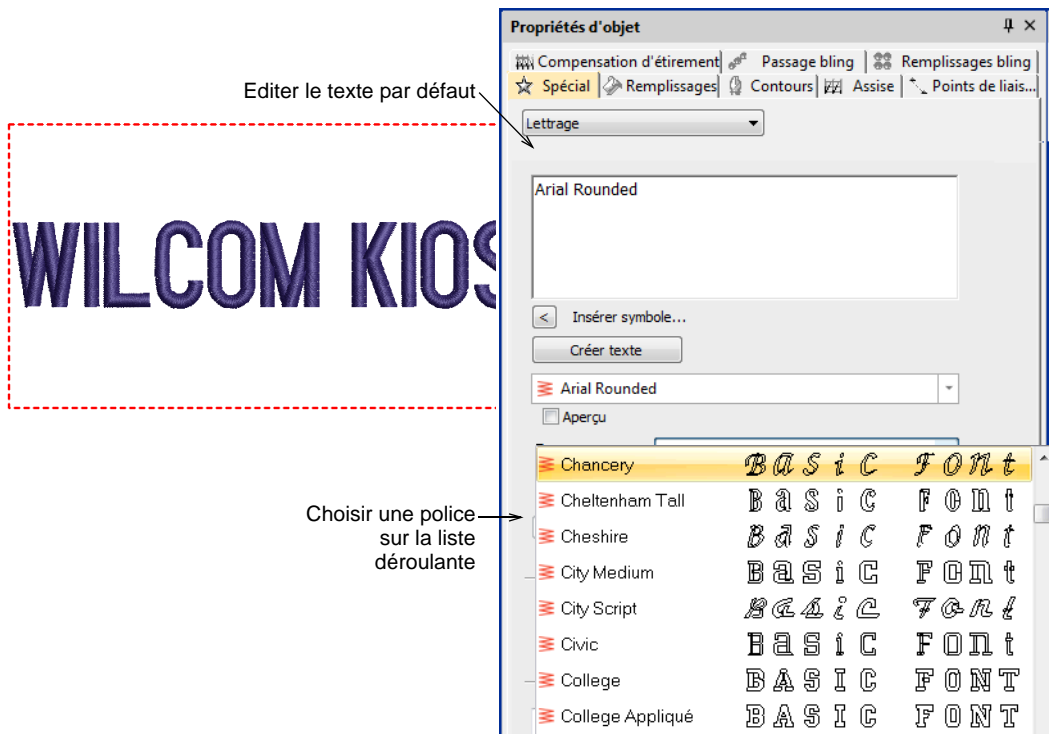 Propriétés d'objet
Compensation d'étirement Passage bling Remplissages bling
Editer le texte par défaut
Spécial Remplissages Contours Assise Points de liais...
Lettrage
Arial Rounded
WILCOM KIOS
< Insérer symbole...
Créer texte
Arial Rounded
Aperçu
Chancery BASiC FONt
Cheltenham Tall BaSiC FOnt
Choisir une police
sur la liste
déroulante
Cheshire BaSiC FOnt
City Medium BaSiC FOnt
City Script BaSiC Font
Civic BaSiC FOnt
College BASIC FONT
College Appliqué BASIC FONT